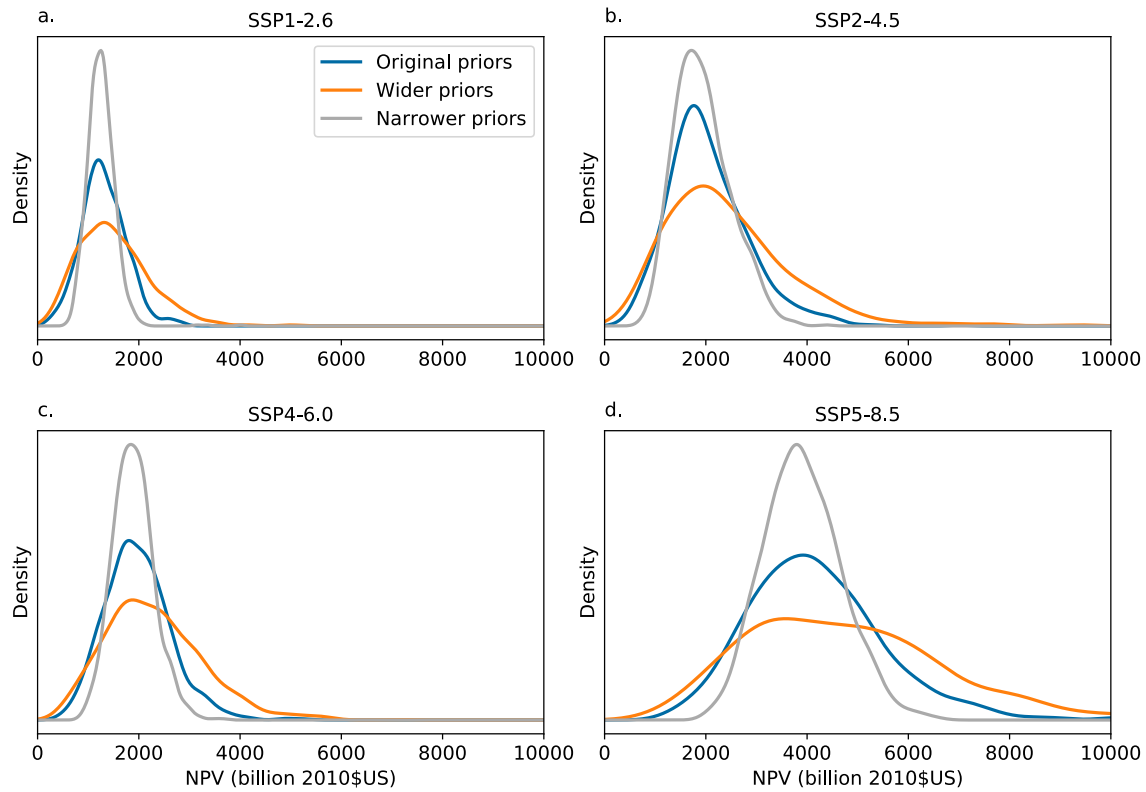 a.
SSP1-2.6
Density
Original priors
Wider priors
Narrower priors
0 2000 4000 6000 8000 10000
b.
SSP2-4.5
Density
0 2000 4000 6000 8000 10000
c.
SSP4-6.0
Density
0 2000 4000 6000 8000 10000
NPV (billion 2010$US)
d.
SSP5-8.5
Density
0 2000 4000 6000 8000 10000
NPV (billion 2010$US)